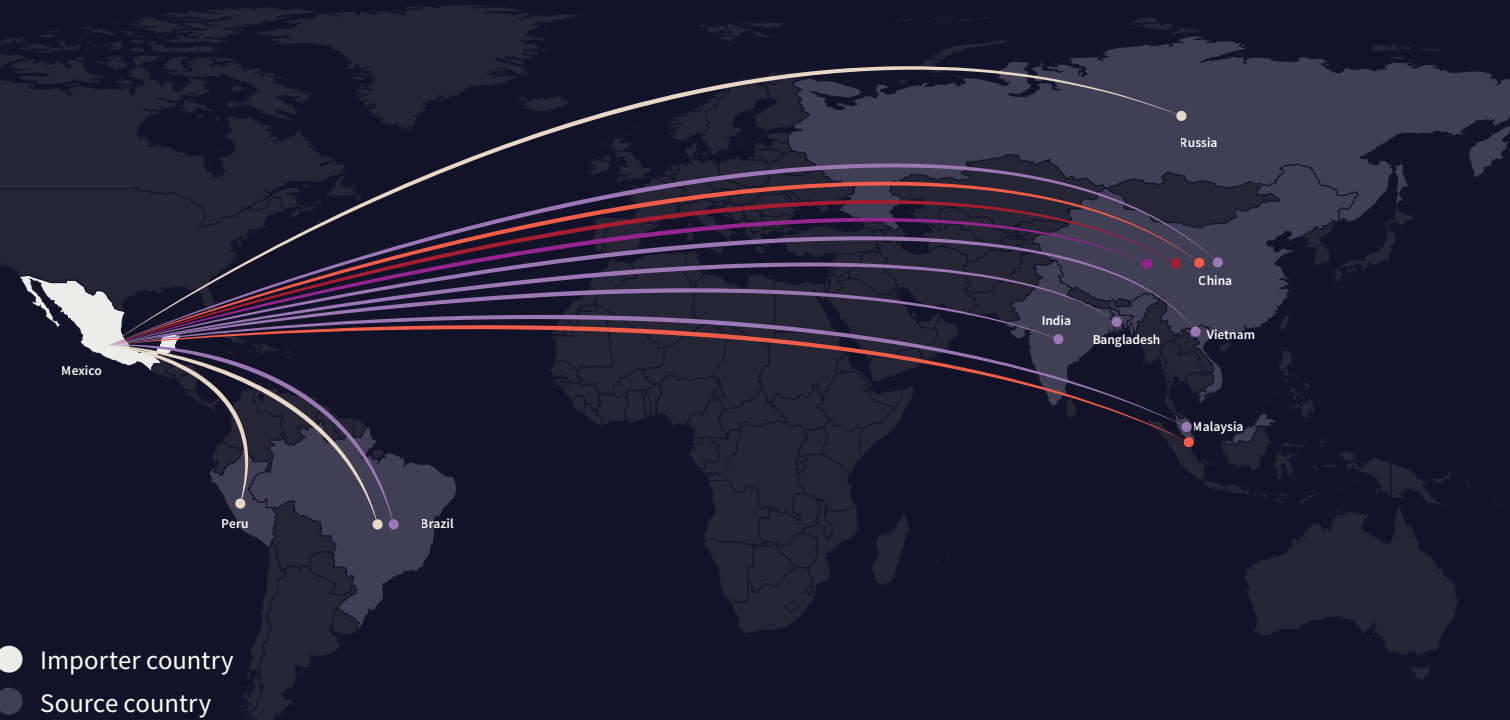 Russia
China
India
Vietnam
Bangladesh
Mexico
Malaysia
Peru
Brazil
Importer country
Source country